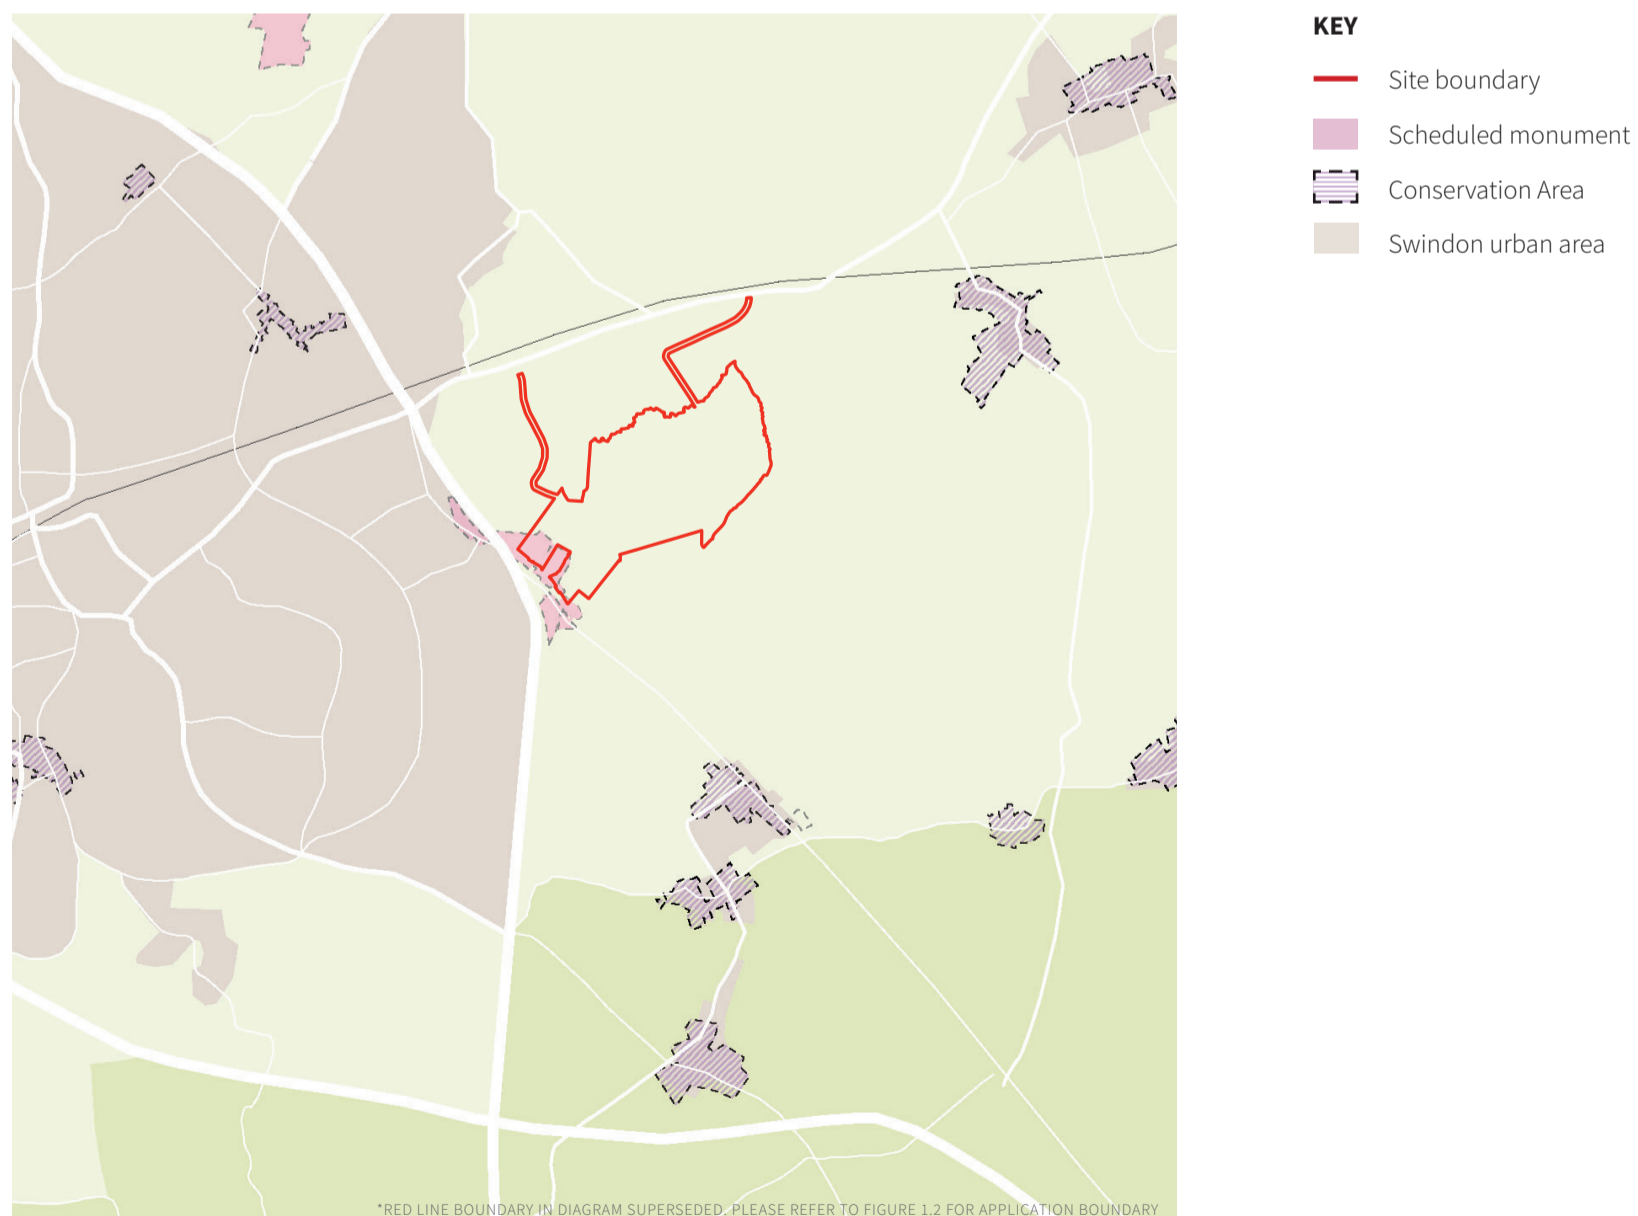 KEY
Site boundary
Scheduled monument
Conservation Area
Swindon urban area
*RED LINE BOUNDARY IN DIAGRAM SUPERSEDED. PLEASE REFER TO FIGURE 1.2 FOR APPLICATION BOUNDARY